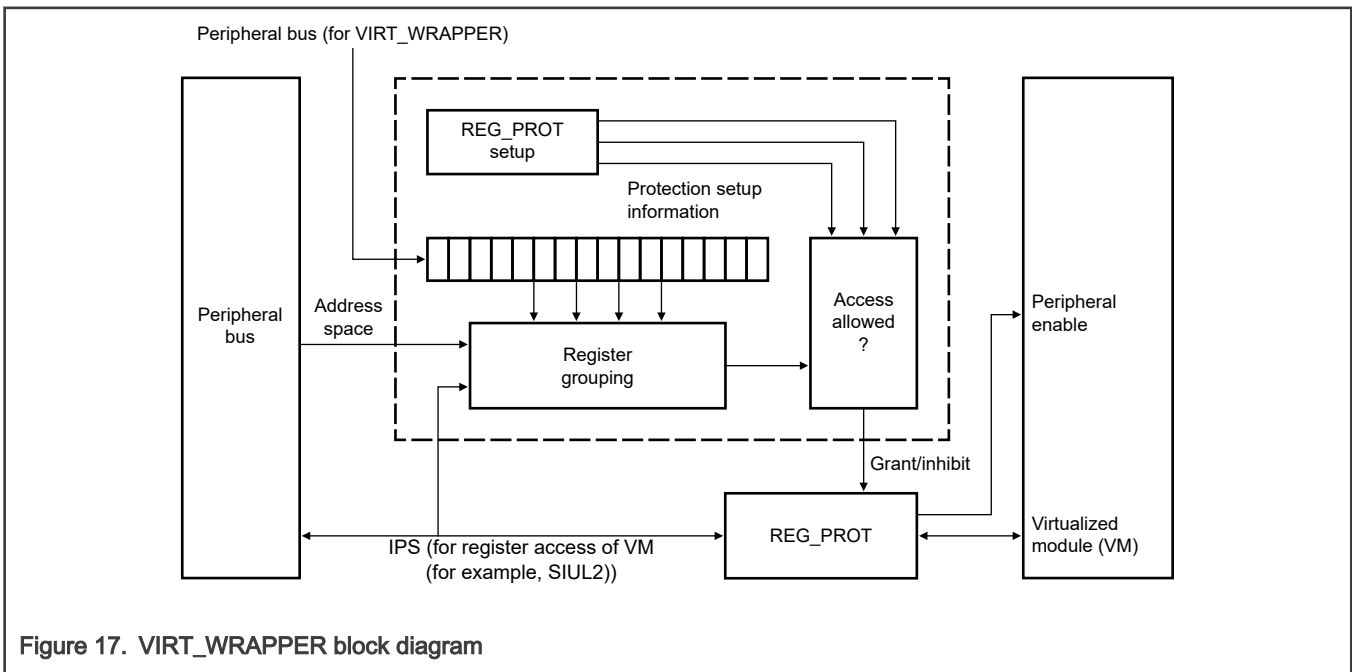 Peripheral bus (for VIRT_WRAPPER)
REG_PROT
setup
Protection setup
information
Peripheral
bus
Address
space
Register
grouping
Access
allowed
?
Peripheral
enable
Grant/inhibit
IPS (for register access of VM
(for example, SIUL2))
REG_PROT
Virtualized
module (VM)
Figure 17. VIRT_WRAPPER block diagram